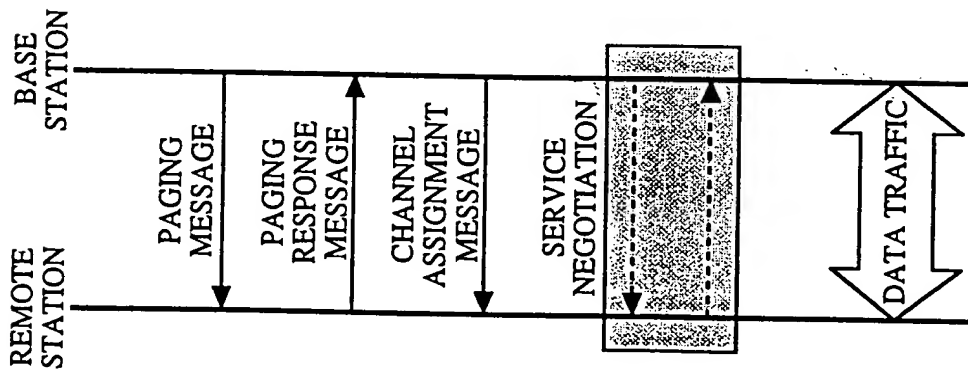 REMOTE
STATION
BASE
STATION
PAGING
MESSAGE
PAGING
RESPONSE
MESSAGE
CHANNEL
ASSIGNMENT
MESSAGE
SERVICE
NEGOTIATION
DATA TRAFFIC